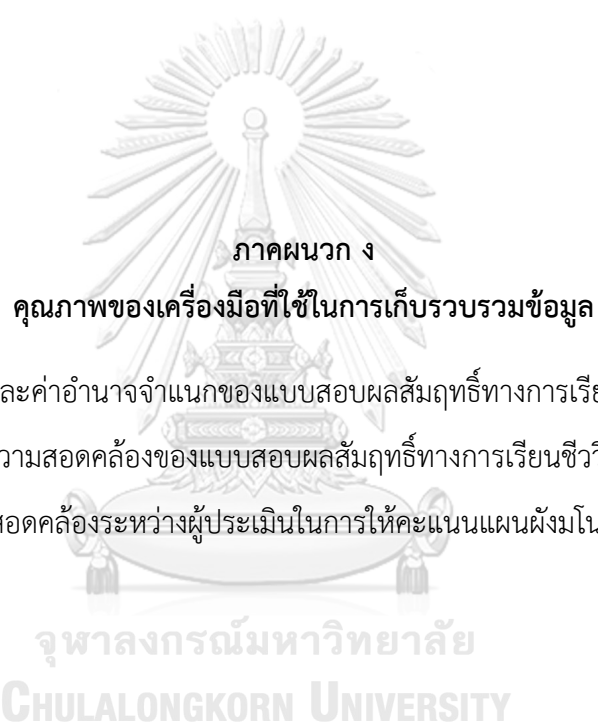 ภาคผนวก ง
คุณภาพของเครื่องมือที่ใช้ในการเก็บรวบรวมข้อมูล
ละค่าอำนาจจำแนกของแบบสอบผลสัมฤทธิ์ทางการเรีย
วามสอดคล้องของแบบสอบผลสัมฤทธิ์ทางการเรียนชีววิ
สอดคล้องระหว่างผู้ประเมินในการให้คะแนนแผนผังมโน
จุฬาลงกรณ์มหาวิทยาลัย
CHULALONGKORN UNIVERSITY